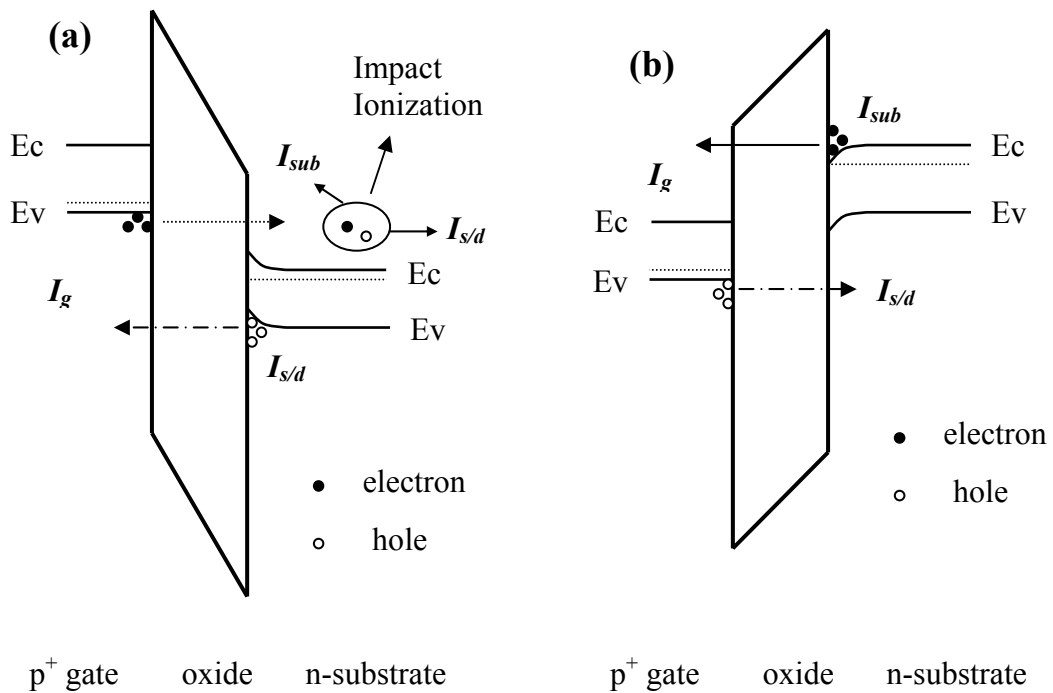 (a)
Impact
Ionization
Ec
I_sub
Ev
I_s/d
Ec
I_g
Ev
I_s/d
● electron
○ hole
p⁺ gate oxide n-substrate
(b)
I_sub
Ec
I_g
Ec
Ev
Ev
I_s/d
● electron
○ hole
p⁺ gate oxide n-substrate